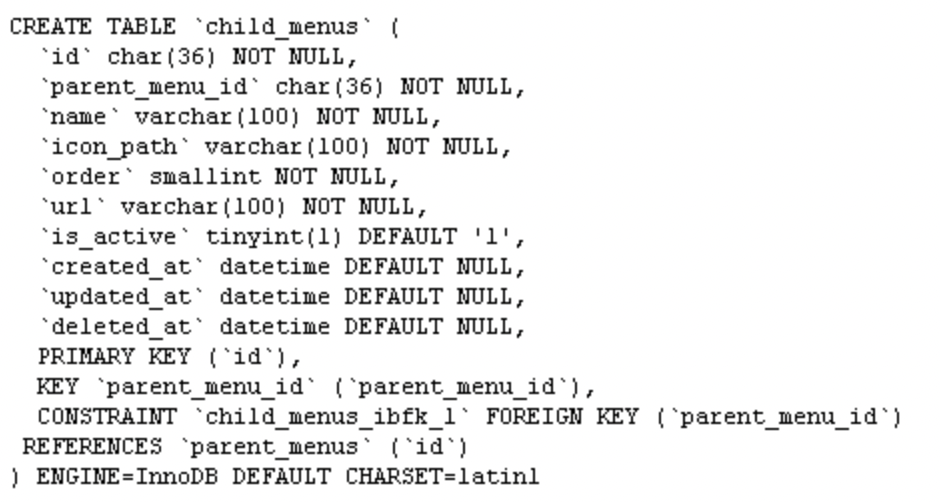 CREATE TABLE `child_menus` (
  `id` char(36) NOT NULL,
  `parent_menu_id` char(36) NOT NULL,
  `name` varchar(100) NOT NULL,
  `icon_path` varchar(100) NOT NULL,
  `order` smallint NOT NULL,
  `url` varchar(100) NOT NULL,
  `is_active` tinyint(1) DEFAULT '1',
  `created_at` datetime DEFAULT NULL,
  `updated_at` datetime DEFAULT NULL,
  `deleted_at` datetime DEFAULT NULL,
  PRIMARY KEY (`id`),
  KEY `parent_menu_id` (`parent_menu_id`),
  CONSTRAINT `child_menus_ibfk_1` FOREIGN KEY (`parent_menu_id`)
 REFERENCES `parent_menus` (`id`)
) ENGINE=InnoDB DEFAULT CHARSET=latin1